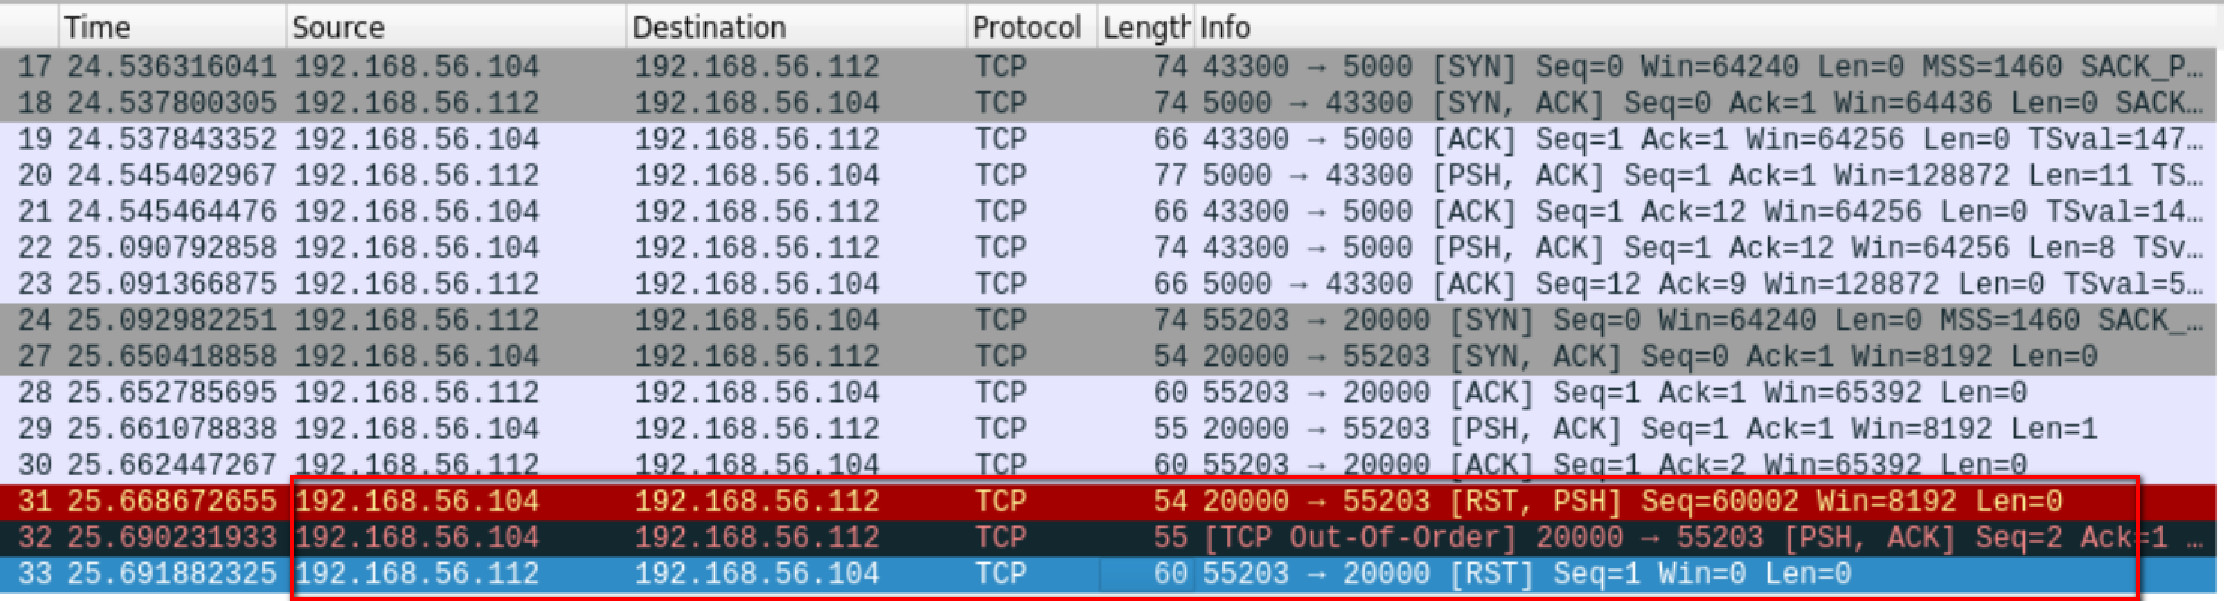 Time Source Destination Protocol Length Info
17 24.536316041 192.168.56.104 192.168.56.112 TCP 74 43300 → 5000 [SYN] Seq=0 Win=64240 Len=0 MSS=1460 SACK_P…
18 24.537800305 192.168.56.112 192.168.56.104 TCP 74 5000 → 43300 [SYN, ACK] Seq=0 Ack=1 Win=64436 Len=0 SACK…
19 24.537843352 192.168.56.104 192.168.56.112 TCP 66 43300 → 5000 [ACK] Seq=1 Ack=1 Win=64256 Len=0 TSval=147…
20 24.545402967 192.168.56.112 192.168.56.104 TCP 77 5000 → 43300 [PSH, ACK] Seq=1 Ack=1 Win=128872 Len=11 TS…
21 24.545464476 192.168.56.104 192.168.56.112 TCP 66 43300 → 5000 [ACK] Seq=1 Ack=12 Win=64256 Len=0 TSval=14…
22 25.090792858 192.168.56.104 192.168.56.112 TCP 74 43300 → 5000 [PSH, ACK] Seq=1 Ack=12 Win=64256 Len=8 TSv…
23 25.091366875 192.168.56.112 192.168.56.104 TCP 66 5000 → 43300 [ACK] Seq=12 Ack=9 Win=128872 Len=0 TSval=5…
24 25.092982251 192.168.56.112 192.168.56.104 TCP 74 55203 → 20000 [SYN] Seq=0 Win=64240 Len=0 MSS=1460 SACK_…
27 25.650418858 192.168.56.104 192.168.56.112 TCP 54 20000 → 55203 [SYN, ACK] Seq=0 Ack=1 Win=8192 Len=0
28 25.652785695 192.168.56.112 192.168.56.104 TCP 60 55203 → 20000 [ACK] Seq=1 Ack=1 Win=65392 Len=0
29 25.661078838 192.168.56.104 192.168.56.112 TCP 55 20000 → 55203 [PSH, ACK] Seq=1 Ack=1 Win=8192 Len=1
30 25.662447267 192.168.56.112 192.168.56.104 TCP 60 55203 → 20000 [ACK] Seq=1 Ack=2 Win=65392 Len=0
31 25.668672655 192.168.56.104 192.168.56.112 TCP 54 20000 → 55203 [RST, PSH] Seq=60002 Win=8192 Len=0
32 25.690231933 192.168.56.104 192.168.56.112 TCP 55 [TCP Out-Of-Order] 20000 → 55203 [PSH, ACK] Seq=2 Ack=1 …
33 25.691882325 192.168.56.112 192.168.56.104 TCP 60 55203 → 20000 [RST] Seq=1 Win=0 Len=0